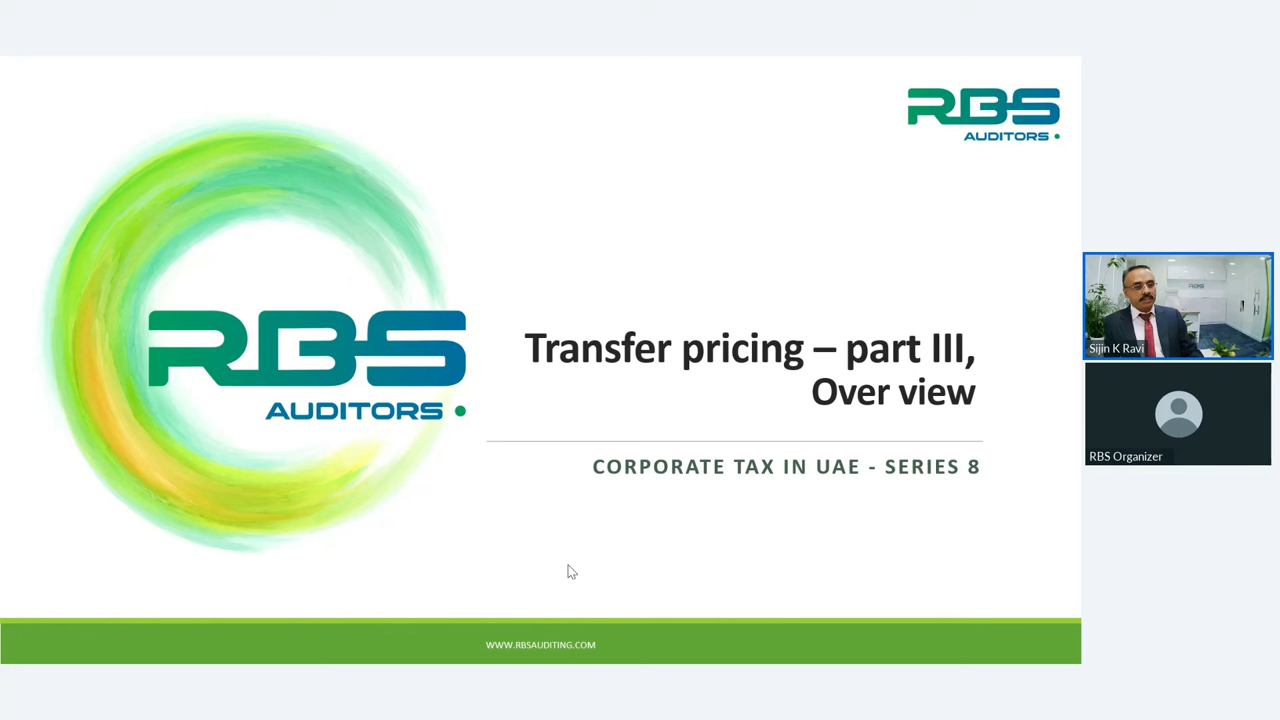 RBS
AUDITORS
RBS
AUDITORS
Transfer pricing – part III,
Over view
CORPORATE TAX IN UAE - SERIES 8
WWW.RBSAUDITING.COM
RBS
Sijin K Ravi
RBS Organizer